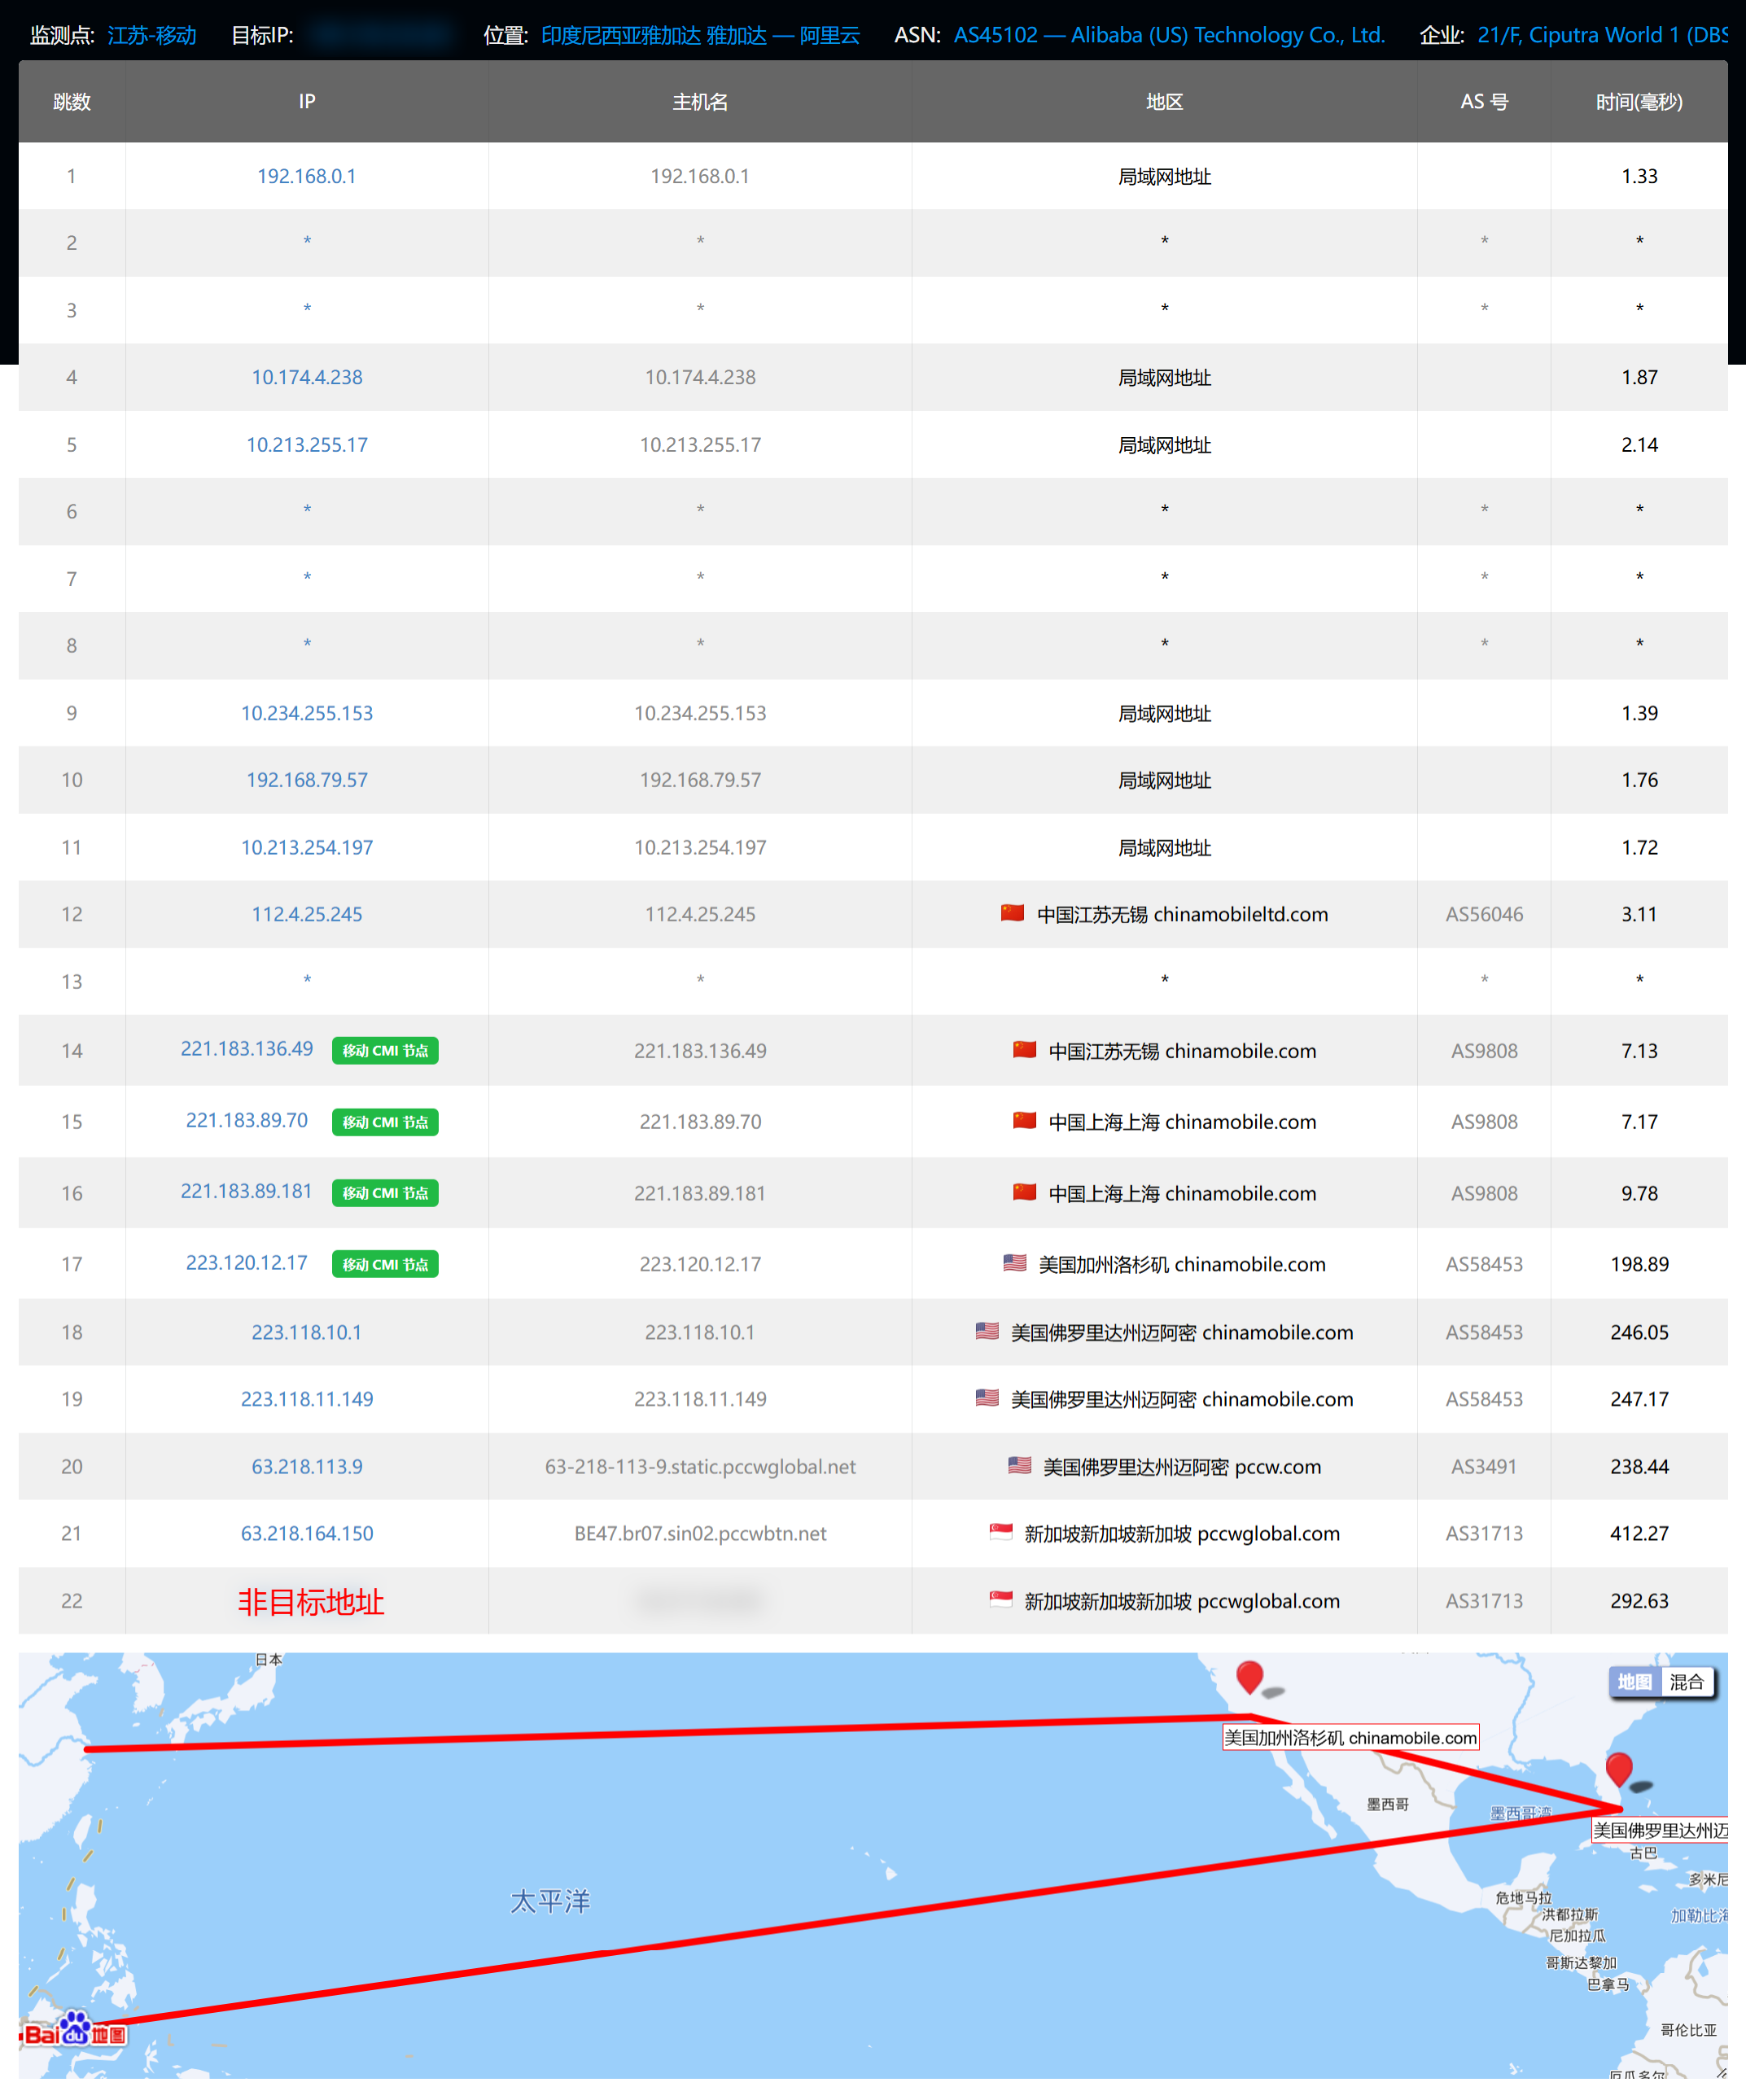 监测点: 江苏-移动 目标IP: 位置: 印度尼西亚雅加达 雅加达 — 阿里云 ASN: AS45102 — Alibaba (US) Technology Co., Ltd. 企业: 21/F, Ciputra World 1 (DBS
跳数 IP 主机名 地区 AS 号 时间(毫秒)
1 192.168.0.1 192.168.0.1 局域网地址 1.33
2 * * * * *
3 * * * * *
4 10.174.4.238 10.174.4.238 局域网地址 1.87
5 10.213.255.17 10.213.255.17 局域网地址 2.14
6 * * * * *
7 * * * * *
8 * * * * *
9 10.234.255.153 10.234.255.153 局域网地址 1.39
10 192.168.79.57 192.168.79.57 局域网地址 1.76
11 10.213.254.197 10.213.254.197 局域网地址 1.72
12 112.4.25.245 112.4.25.245 中国江苏无锡 chinamobileltd.com AS56046 3.11
13 * * * * *
14 221.183.136.49 移动 CMI 节点 221.183.136.49 中国江苏无锡 chinamobile.com AS9808 7.13
15 221.183.89.70 移动 CMI 节点 221.183.89.70 中国上海上海 chinamobile.com AS9808 7.17
16 221.183.89.181 移动 CMI 节点 221.183.89.181 中国上海上海 chinamobile.com AS9808 9.78
17 223.120.12.17 移动 CMI 节点 223.120.12.17 美国加州洛杉矶 chinamobile.com AS58453 198.89
18 223.118.10.1 223.118.10.1 美国佛罗里达州迈阿密 chinamobile.com AS58453 246.05
19 223.118.11.149 223.118.11.149 美国佛罗里达州迈阿密 chinamobile.com AS58453 247.17
20 63.218.113.9 63-218-113-9.static.pccwglobal.net 美国佛罗里达州迈阿密 pccw.com AS3491 238.44
21 63.218.164.150 BE47.br07.sin02.pccwbtn.net 新加坡新加坡新加坡 pccwglobal.com AS31713 412.27
22 非目标地址 新加坡新加坡新加坡 pccwglobal.com AS31713 292.63
日本
地图 混合
美国加州洛杉矶 chinamobile.com
墨西哥
墨西哥湾
美国佛罗里达州迈
古巴
多米尼
太平洋
危地马拉
洪都拉斯
加勒比海
尼加拉瓜
哥斯达黎加
巴拿马
Bai du 地图
哥伦比亚
厄瓜多尔